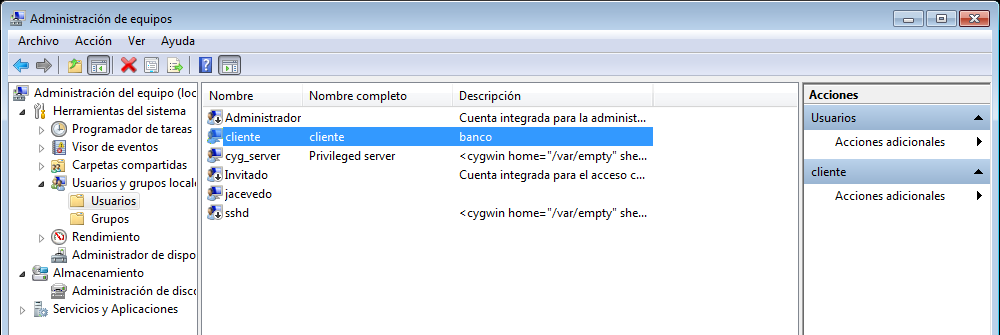 Administración de equipos
Archivo Acción Ver Ayuda
Administración del equipo (loc
Herramientas del sistema
Programador de tareas
Visor de eventos
Carpetas compartidas
Usuarios y grupos locale
Usuarios
Grupos
Rendimiento
Administrador de dispo
Almacenamiento
Administración de disco
Servicios y Aplicaciones
Nombre Nombre completo Descripción
Administrador Cuenta integrada para la administ...
cliente cliente banco
cyg_server Privileged server <cygwin home="/var/empty" she...
Invitado Cuenta integrada para el acceso c...
jacevedo
sshd <cygwin home="/var/empty" she...
Acciones
Usuarios
Acciones adicionales
cliente
Acciones adicionales